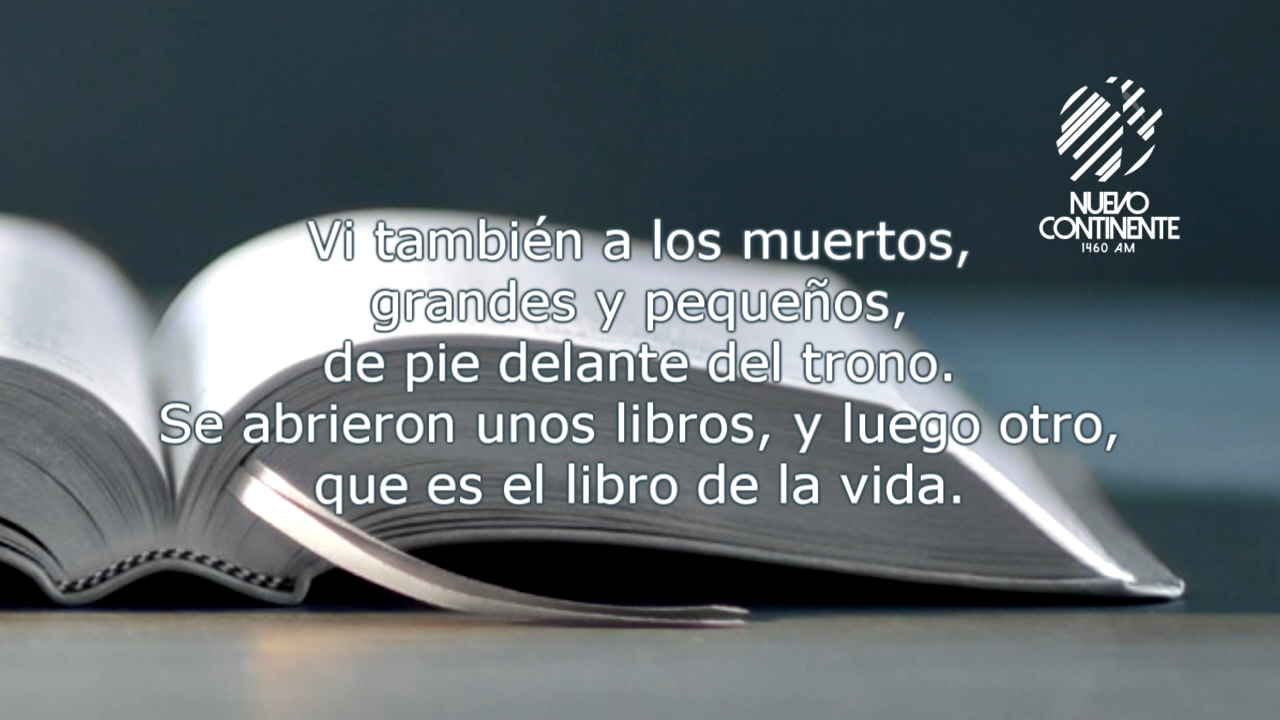 NUEVO
CONTINENTE
1460 AM
Vi también a los muertos,
grandes y pequeños,
de pie delante del trono.
Se abrieron unos libros, y luego otro,
que es el libro de la vida.